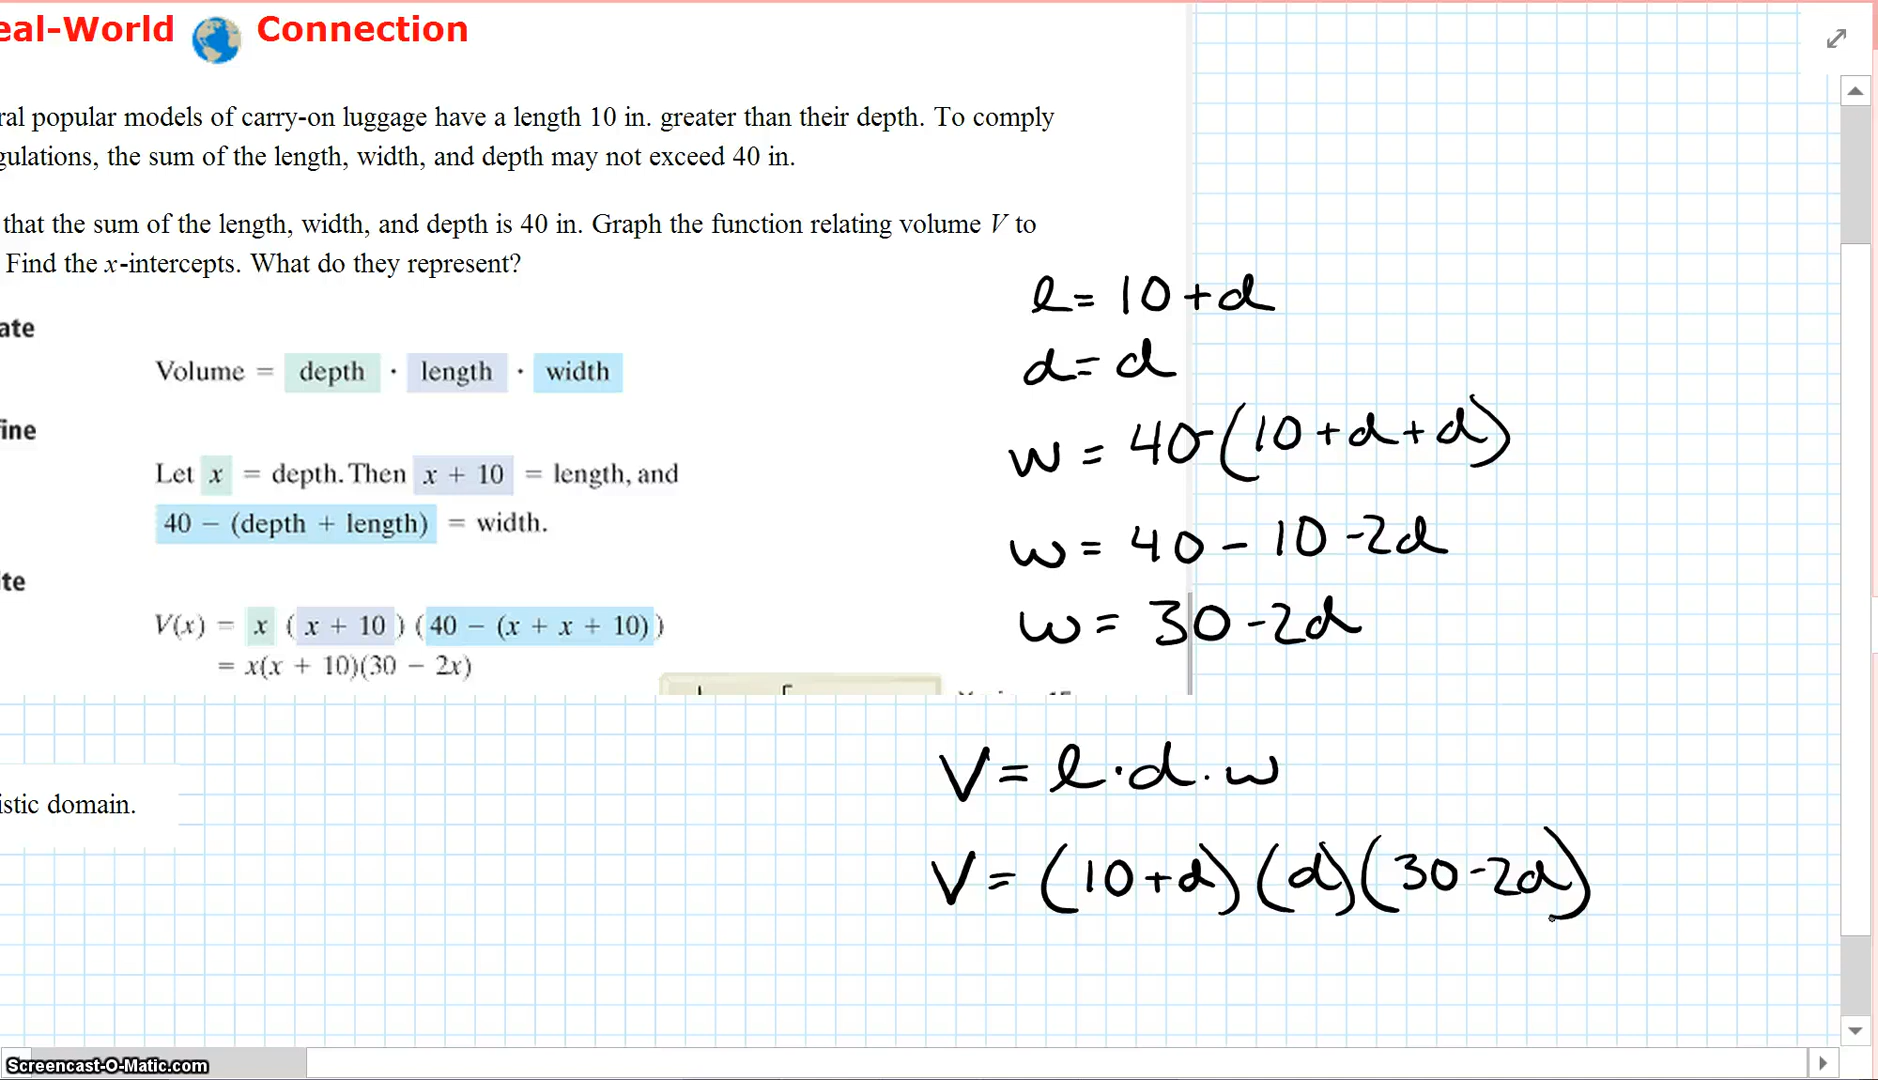 eal-World Connection
ral popular models of carry-on luggage have a length 10 in. greater than their depth. To comply
gulations, the sum of the length, width, and depth may not exceed 40 in.
that the sum of the length, width, and depth is 40 in. Graph the function relating volume V to
Find the x-intercepts. What do they represent?
l = 10 + d
ate
Volume = depth · length · width
d = d
fine
w = 40 - (10 + d + d)
Let x = depth. Then x + 10 = length, and
40 − (depth + length) = width.
w = 40 - 10 - 2d
ite
V(x) = x ( x + 10 ) ( 40 − (x + x + 10) )
w = 30 - 2d
= x(x + 10)(30 − 2x)
V = l · d · w
istic domain.
V = (10 + d) (d) (30 - 2d)
Screencast-O-Matic.com